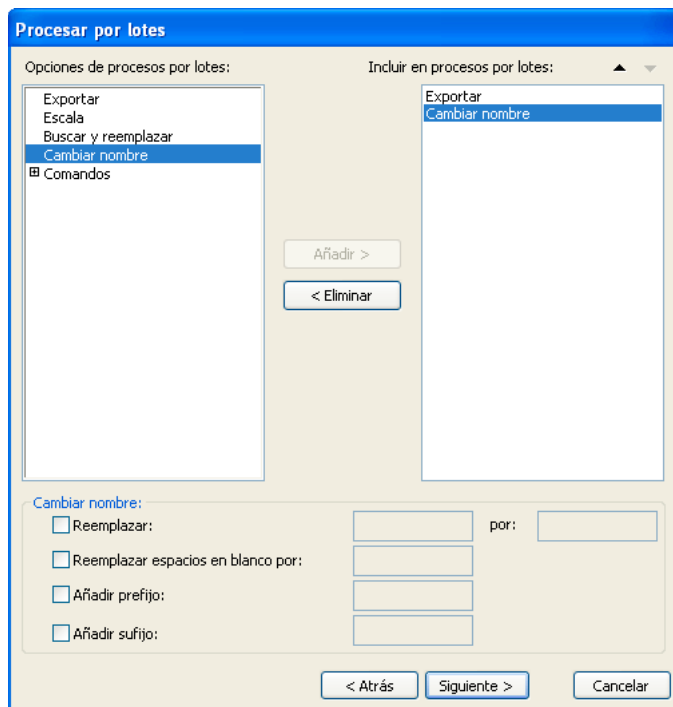 Procesar por lotes
Opciones de procesos por lotes:
Incluir en procesos por lotes:
Exportar
Escala
Buscar y reemplazar
Cambiar nombre
Comandos
Exportar
Cambiar nombre
Añadir >
< Eliminar
Cambiar nombre:
Reemplazar:
por:
Reemplazar espacios en blanco por:
Añadir prefijo:
Añadir sufijo:
< Atrás
Siguiente >
Cancelar